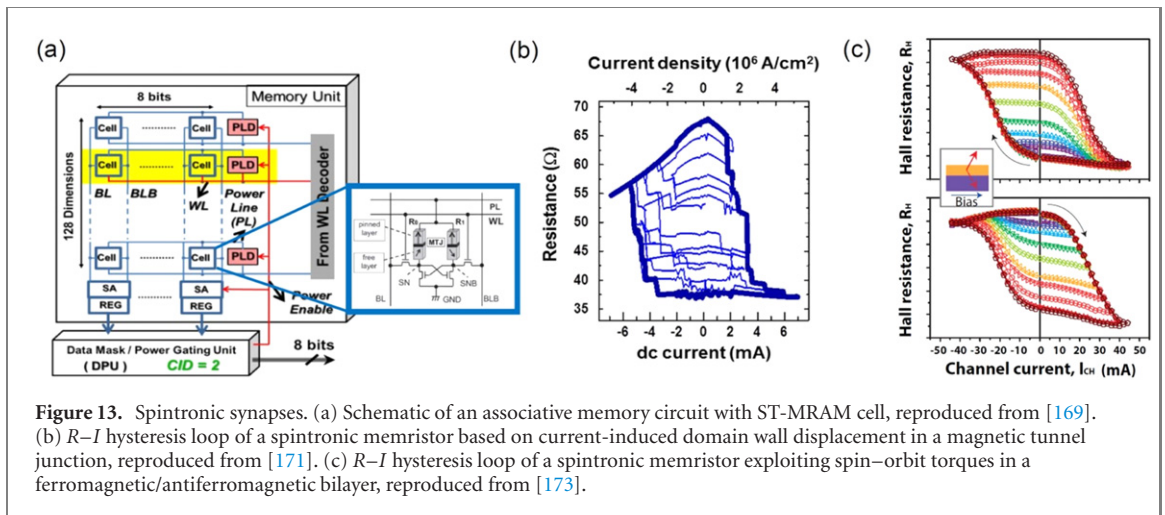 (a)
8 bits
Memory Unit
Cell
Cell
PLD
Cell
Cell
PLD
BL
BLB
WL
Power
Line
(PL)
128 Dimensions
From WL Decoder
Cell
Cell
PLD
SA
SA
REG
REG
Power
Enable
Data Mask / Power Gating Unit
( DPU )
CID = 2
8 bits
PL
WL
R0
R1
pinned
layer
MTJ
free
layer
SN
SNB
BL
GND
BLB
(b)
Current density (10⁶ A/cm²)
-4 -2 0 2 4
Resistance (Ω)
70
65
60
55
50
45
40
35
-6 -4 -2 0 2 4 6
dc current (mA)
(c)
Hall resistance, RH
Bias
Hall resistance, RH
-50 -40 -30 -20 -10 0 10 20 30 40 50
Channel current, ICH (mA)
Figure 13. Spintronic synapses. (a) Schematic of an associative memory circuit with ST-MRAM cell, reproduced from [169].
(b) R–I hysteresis loop of a spintronic memristor based on current-induced domain wall displacement in a magnetic tunnel
junction, reproduced from [171]. (c) R–I hysteresis loop of a spintronic memristor exploiting spin–orbit torques in a
ferromagnetic/antiferromagnetic bilayer, reproduced from [173].